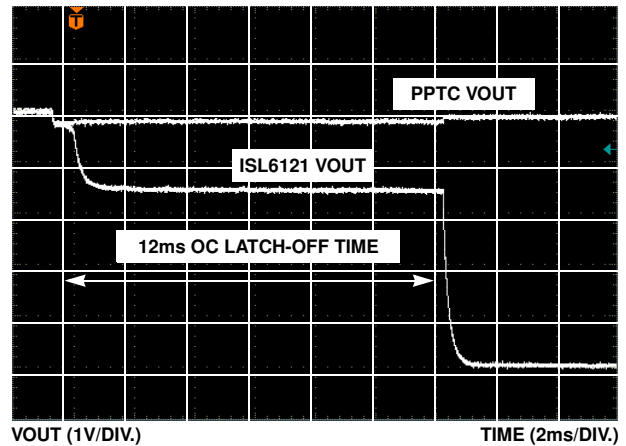 T
PPTC VOUT
ISL6121 VOUT
12ms OC LATCH-OFF TIME
VOUT (1V/DIV.)
TIME (2ms/DIV.)